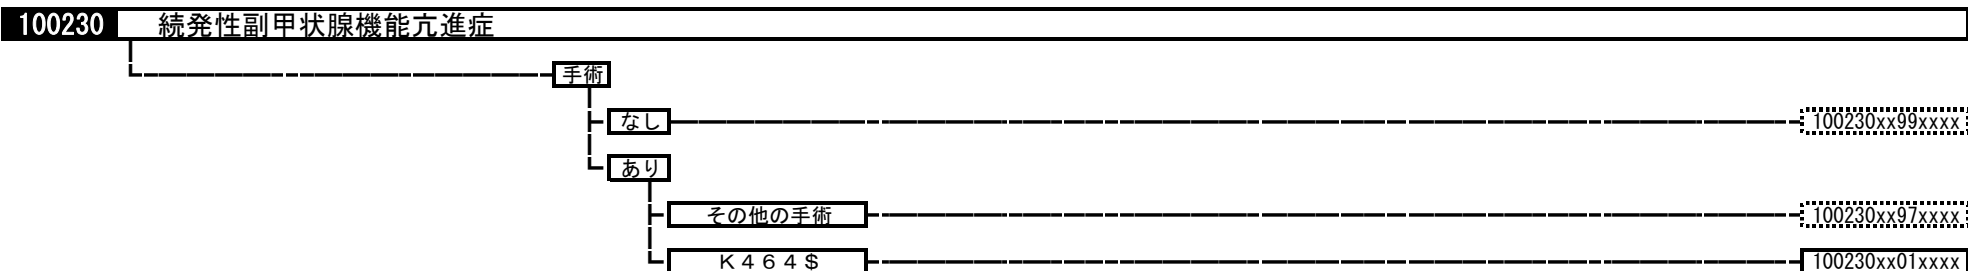 100230 続発性副甲状腺機能亢進症
手術
なし 100230xx99xxxx
あり
その他の手術 100230xx97xxxx
K464$ 100230xx01xxxx